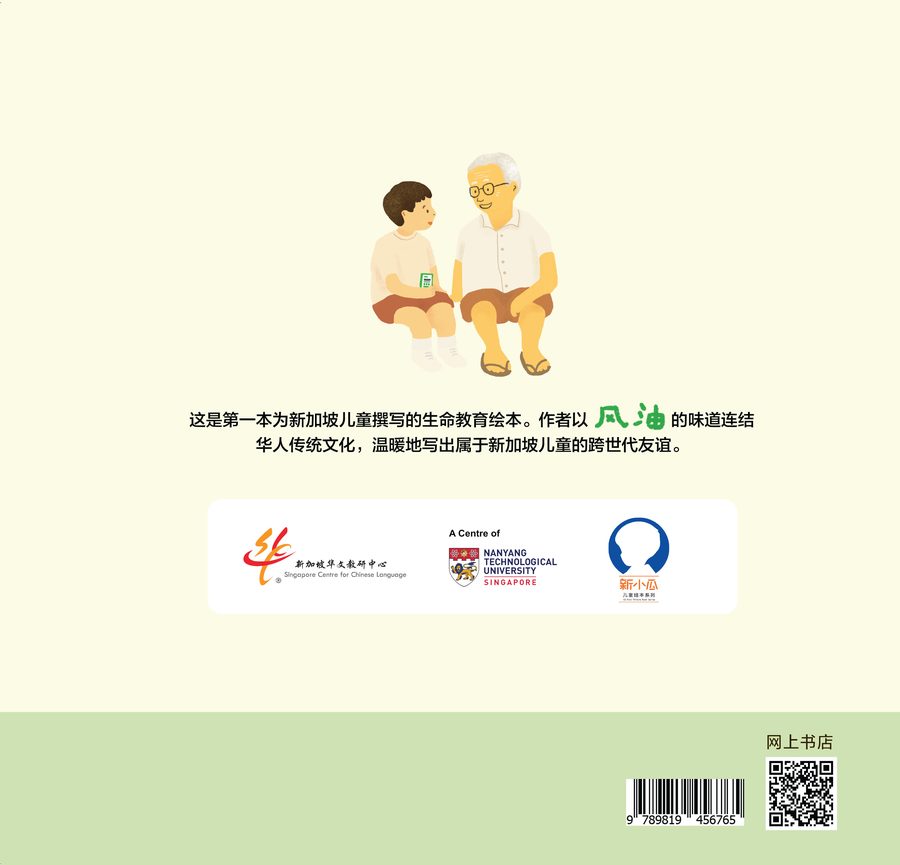 这是第一本为新加坡儿童撰写的生命教育绘本。作者以 风油 的味道连结
华人传统文化，温暖地写出属于新加坡儿童的跨世代友谊。
新加坡华文教研中心
Singapore Centre for Chinese Language
®
A Centre of
NANYANG
TECHNOLOGICAL
UNIVERSITY
SINGAPORE
新小瓜
儿童绘本系列
网上书店
9 789819 456765